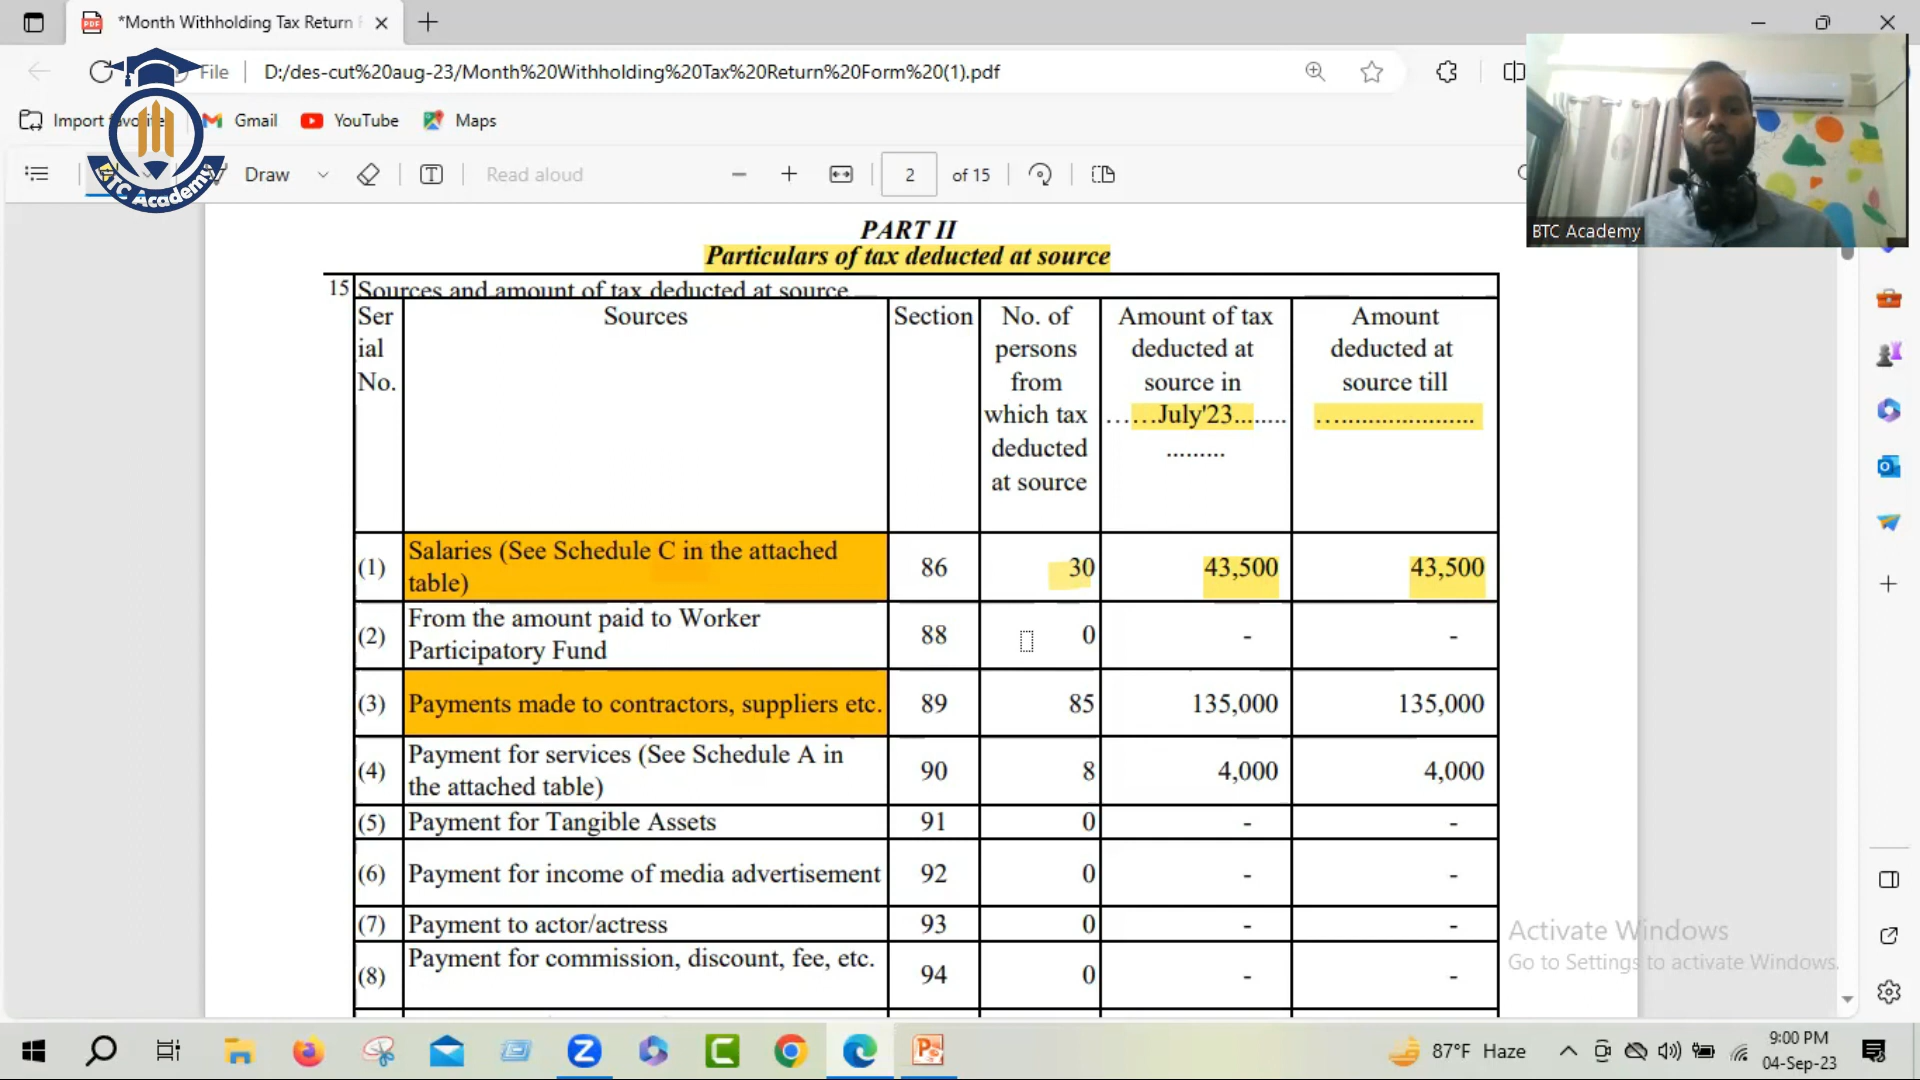 *Month Withholding Tax Return
File
D:/des-cut%20aug-23/Month%20Withholding%20Tax%20Return%20Form%20(1).pdf
Import favorites
Gmail
YouTube
Maps
BTC Academy
Draw
Read aloud
2
of 15
BTC Academy
PART II
Particulars of tax deducted at source
15 Sources and amount of tax deducted at source
Ser
ial
No.
Sources
Section
No. of
persons
from
which tax
deducted
at source
Amount of tax
deducted at
source in
……July'23........
.........
Amount
deducted at
source till
…....................
(1) Salaries (See Schedule C in the attached
table) 86 30 43,500 43,500
(2) From the amount paid to Worker
Participatory Fund 88 0 - -
(3) Payments made to contractors, suppliers etc. 89 85 135,000 135,000
(4) Payment for services (See Schedule A in
the attached table) 90 8 4,000 4,000
(5) Payment for Tangible Assets 91 0 - -
(6) Payment for income of media advertisement 92 0 - -
(7) Payment to actor/actress 93 0 - -
(8) Payment for commission, discount, fee, etc. 94 0 - -
Activate Windows
Go to Settings to activate Windows.
87°F Haze
9:00 PM
04-Sep-23